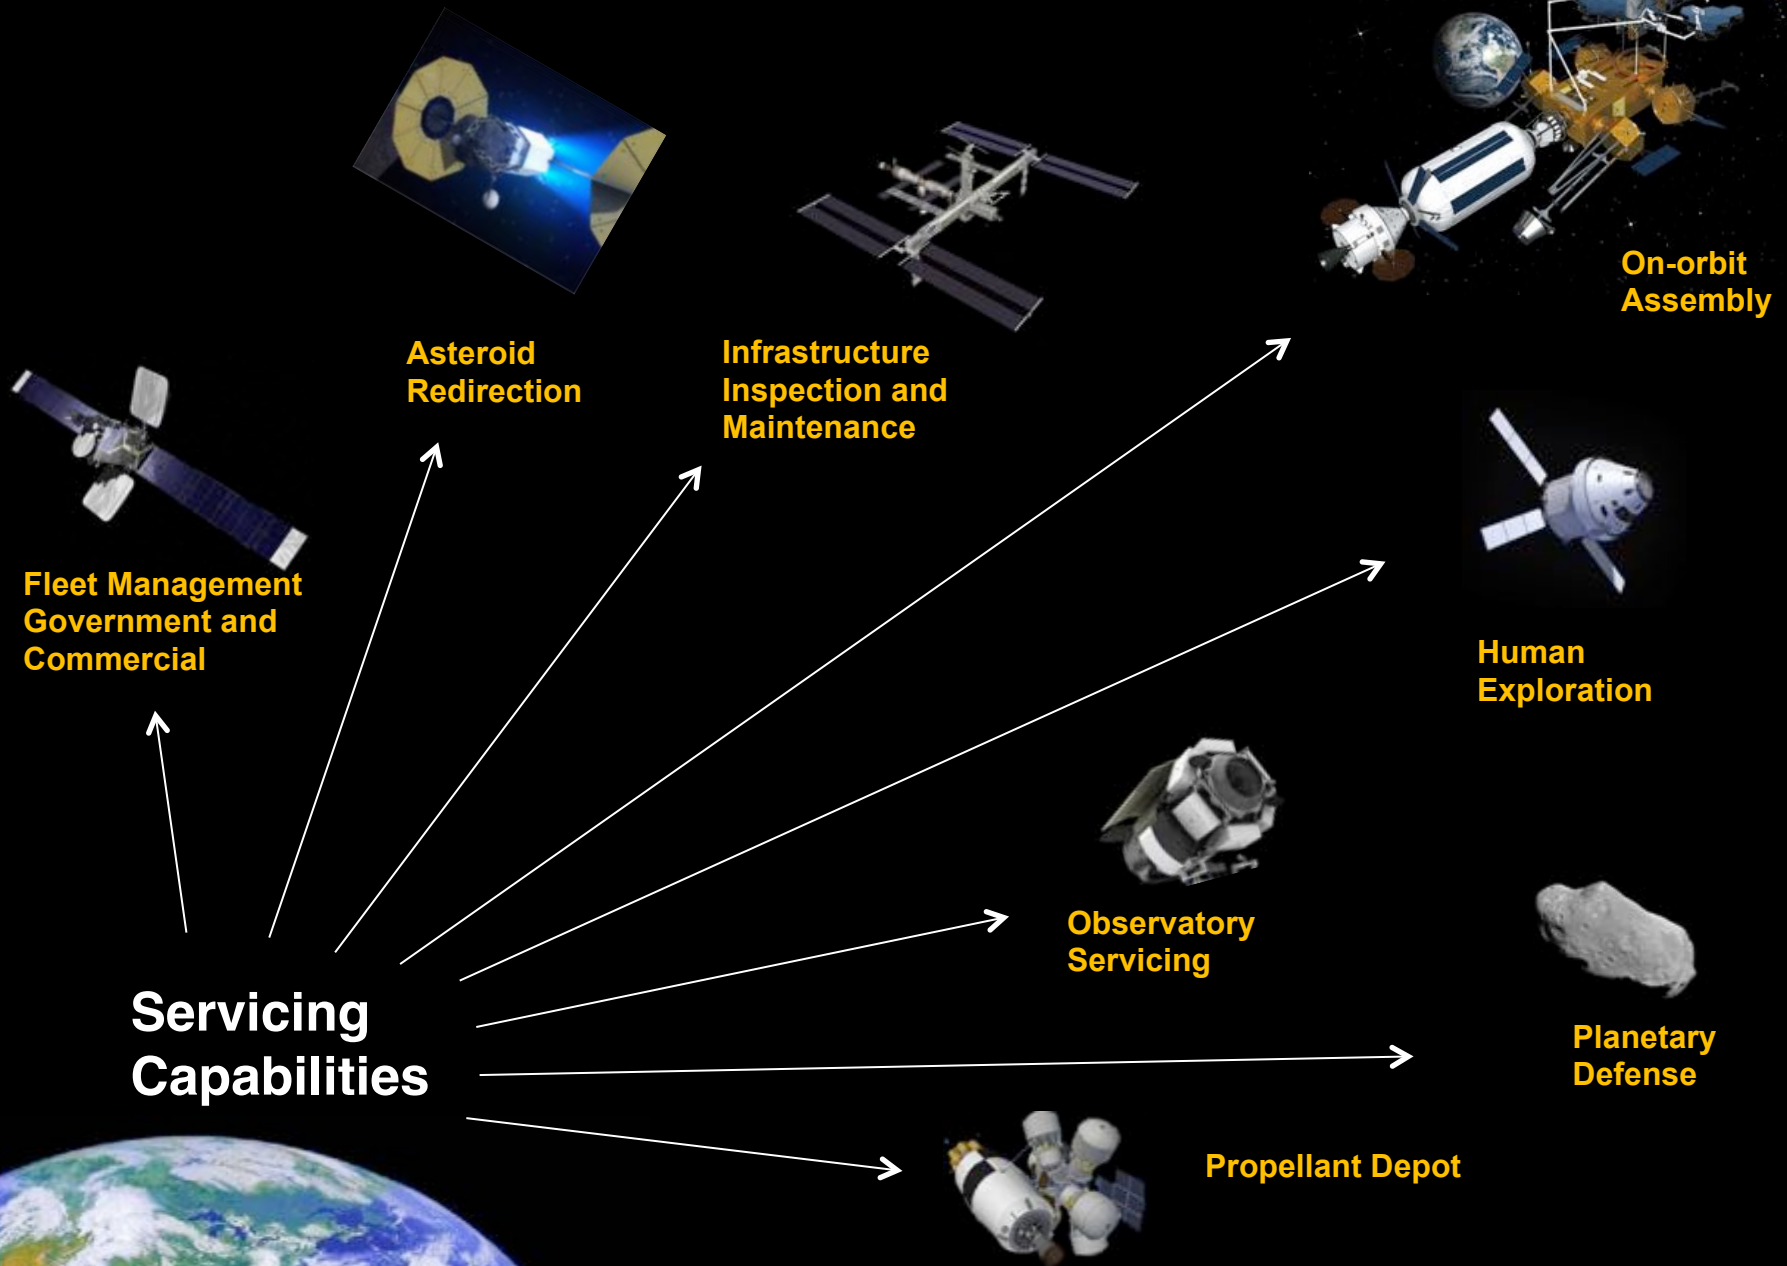 On-orbit
Assembly
Asteroid
Redirection
Infrastructure
Inspection and
Maintenance
Fleet Management
Government and
Commercial
Human
Exploration
Observatory
Servicing
Servicing
Capabilities
Planetary
Defense
Propellant Depot